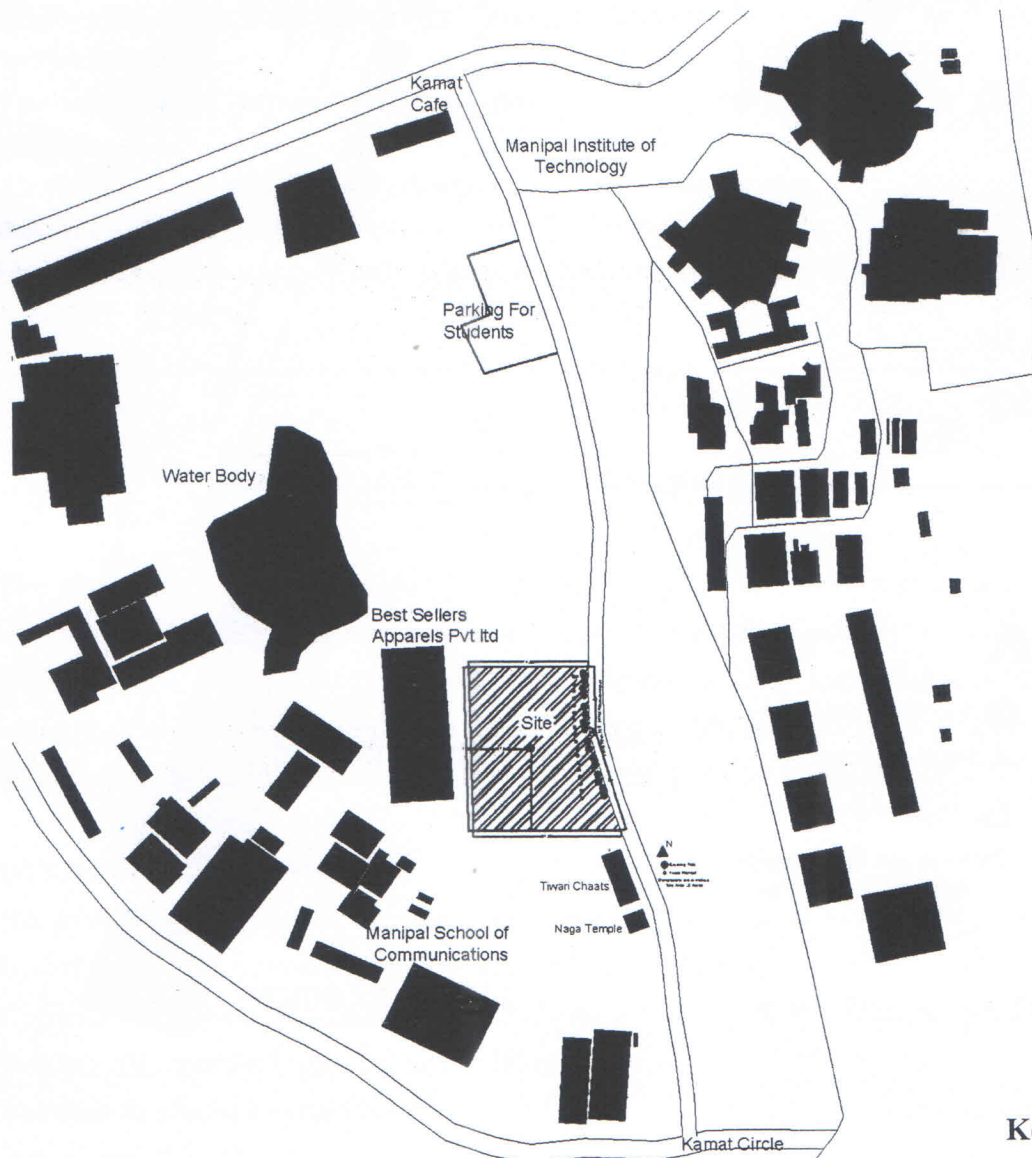 Kamat
Cafe
Manipal Institute of
Technology
Parking For
Students
Water Body
Best Sellers
Apparels Pvt ltd
Site
N
Tiwari Chaats
Naga Temple
Manipal School of
Communications
Kamat Circle
K